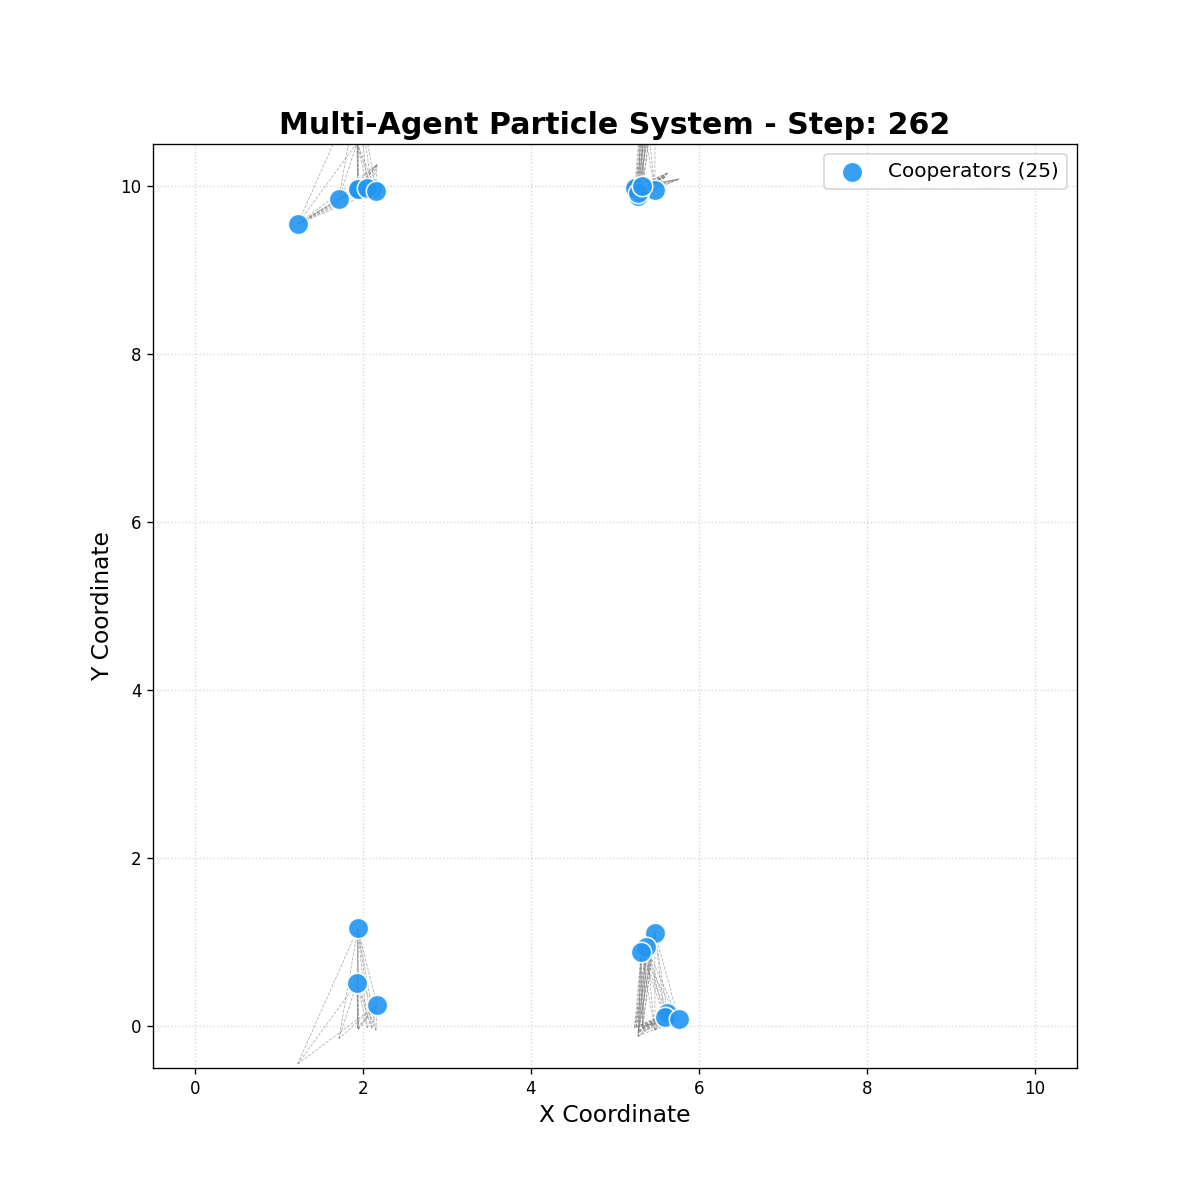 Multi-Agent Particle System - Step: 262
Cooperators (25)
10
8
6
4
2
0
Y Coordinate
0 2 4 6 8 10
X Coordinate